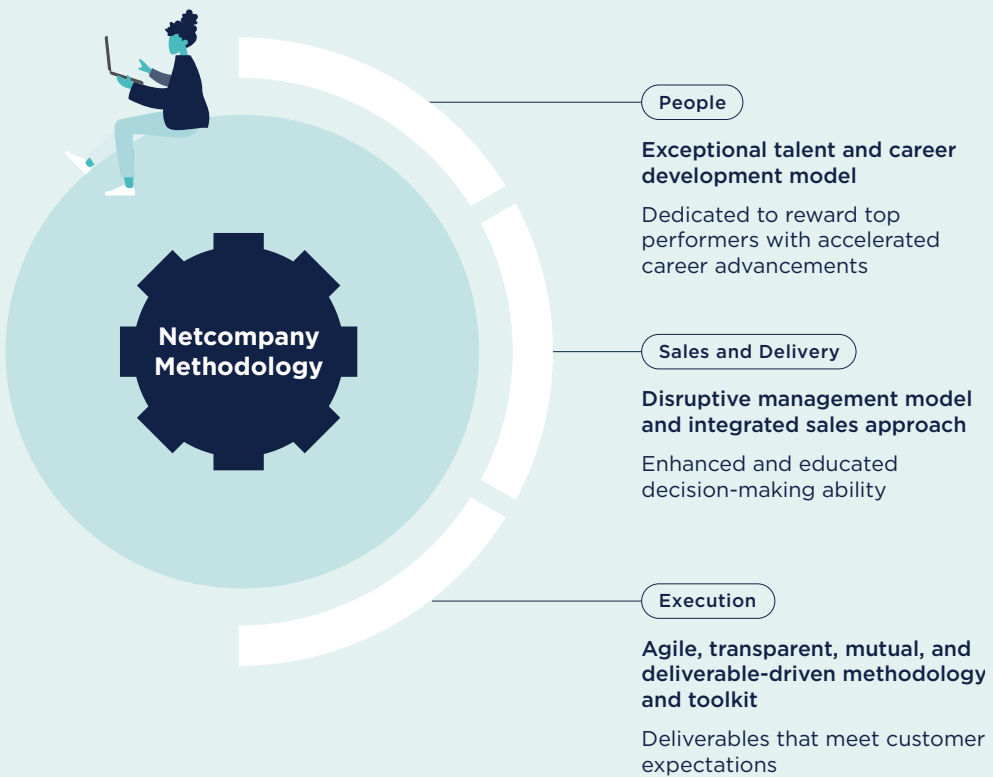 Netcompany
Methodology
People
Exceptional talent and career
development model
Dedicated to reward top
performers with accelerated
career advancements
Sales and Delivery
Disruptive management model
and integrated sales approach
Enhanced and educated
decision-making ability
Execution
Agile, transparent, mutual, and
deliverable-driven methodology
and toolkit
Deliverables that meet customer
expectations